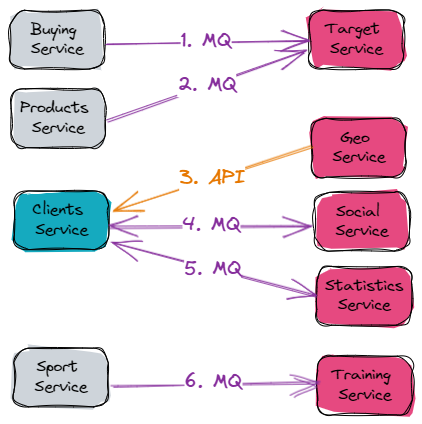 Buying
Service
1. MQ
Target
Service
2. MQ
Products
Service
Geo
Service
3. API
Clients
Service
4. MQ
Social
Service
5. MQ
Statistics
Service
Sport
Service
6. MQ
Training
Service